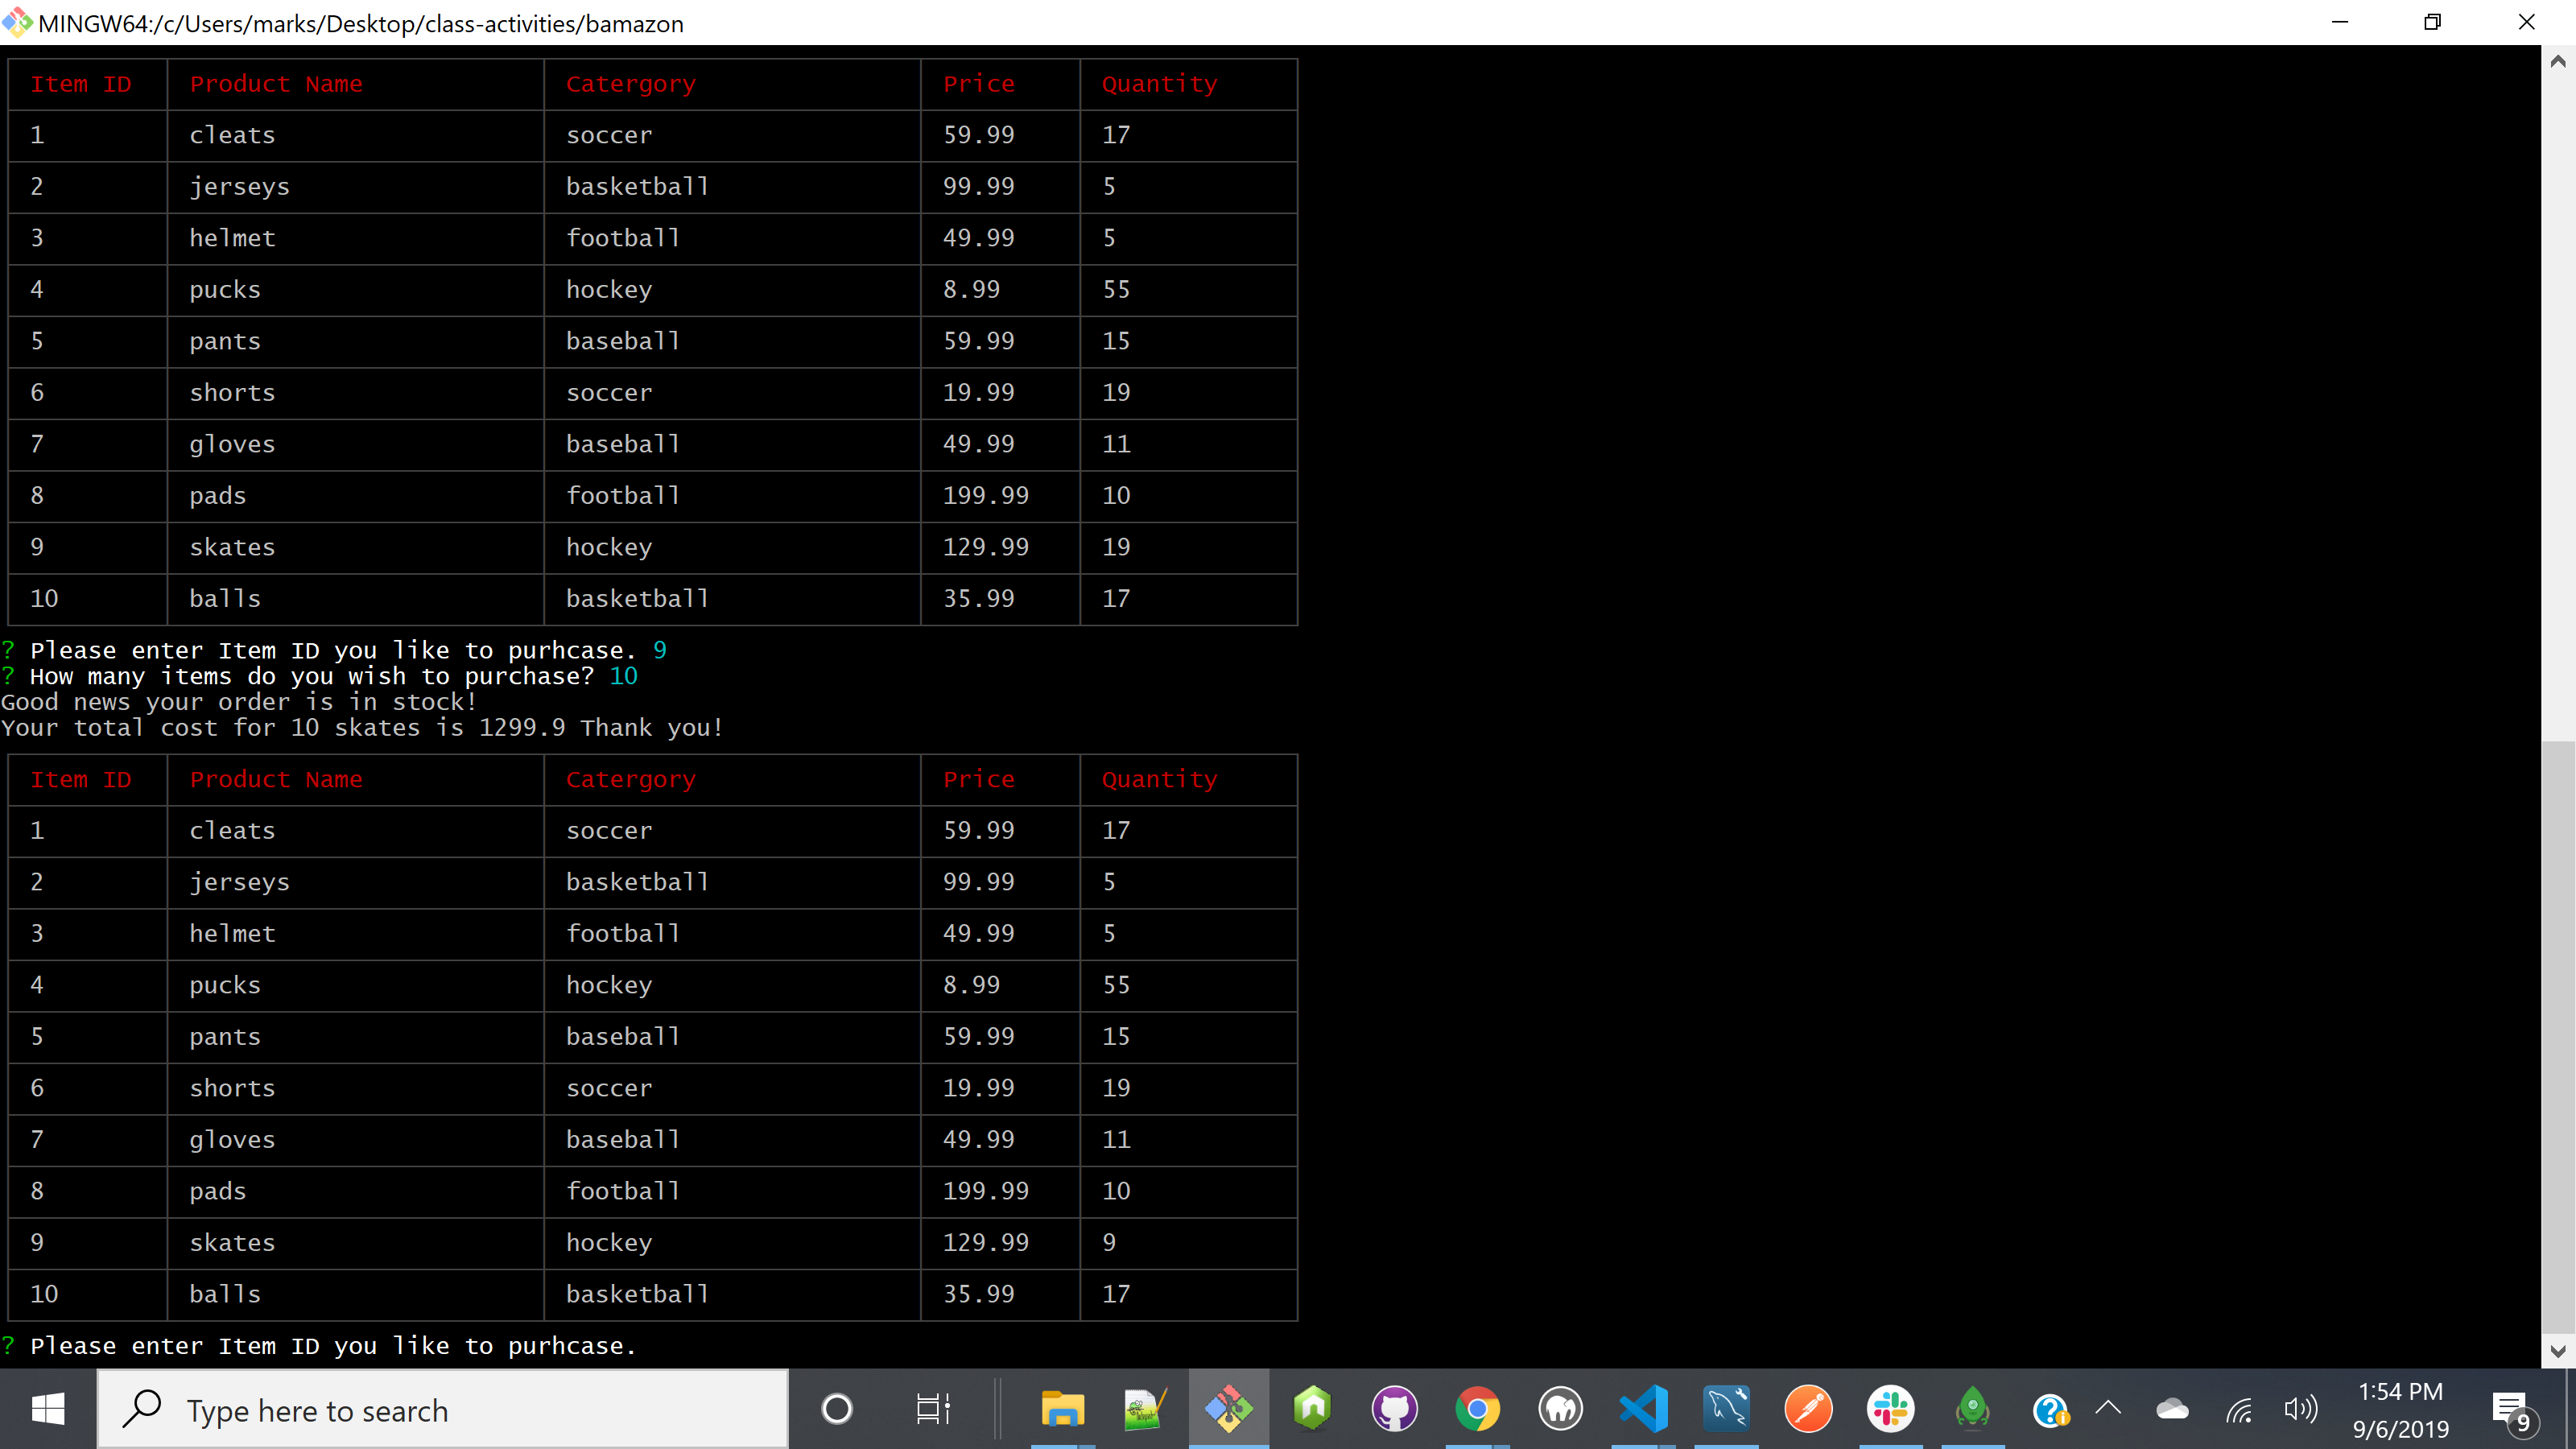 MINGW64:/c/Users/marks/Desktop/class-activities/bamazon
Item ID Product Name Catergory Price Quantity
1 cleats soccer 59.99 17
2 jerseys basketball 99.99 5
3 helmet football 49.99 5
4 pucks hockey 8.99 55
5 pants baseball 59.99 15
6 shorts soccer 19.99 19
7 gloves baseball 49.99 11
8 pads football 199.99 10
9 skates hockey 129.99 19
10 balls basketball 35.99 17
? Please enter Item ID you like to purhcase. 9
? How many items do you wish to purchase? 10
Good news your order is in stock!
Your total cost for 10 skates is 1299.9 Thank you!
Item ID Product Name Catergory Price Quantity
1 cleats soccer 59.99 17
2 jerseys basketball 99.99 5
3 helmet football 49.99 5
4 pucks hockey 8.99 55
5 pants baseball 59.99 15
6 shorts soccer 19.99 19
7 gloves baseball 49.99 11
8 pads football 199.99 10
9 skates hockey 129.99 9
10 balls basketball 35.99 17
? Please enter Item ID you like to purhcase.
Type here to search
1:54 PM
9/6/2019
9